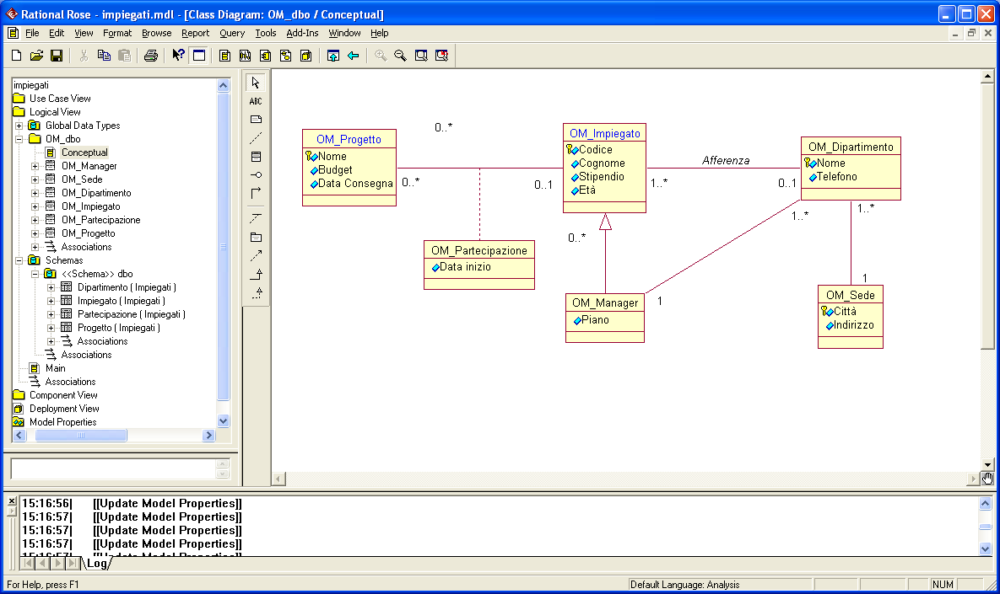 Rational Rose - impiegati.mdl - [Class Diagram: OM_dbo / Conceptual]
File Edit View Format Browse Report Query Tools Add-Ins Window Help
impiegati
Use Case View
Logical View
Global Data Types
OM_dbo
Conceptual
OM_Manager
OM_Sede
OM_Dipartimento
OM_Impiegato
OM_Partecipazione
OM_Progetto
Associations
Schemas
<<Schema>> dbo
Dipartimento ( Impiegati )
Impiegato ( Impiegati )
Partecipazione ( Impiegati )
Progetto ( Impiegati )
Associations
Associations
Main
Associations
Component View
Deployment View
Model Properties
ABC
OM_Progetto
Nome
Budget
Data Consegna
0..*
0..*
0..1
OM_Impiegato
Codice
Cognome
Stipendio
Età
Afferenza
1..*
0..1
OM_Dipartimento
Nome
Telefono
OM_Partecipazione
Data inizio
0..*
OM_Manager
Piano
1
1..*
1..*
1
OM_Sede
Città
Indirizzo
15:16:56| [[Update Model Properties]]
15:16:57| [[Update Model Properties]]
15:16:57| [[Update Model Properties]]
15:16:57| [[Update Model Properties]]
15:16:57| [[Update Model Properties]]
Log
For Help, press F1
Default Language: Analysis
NUM